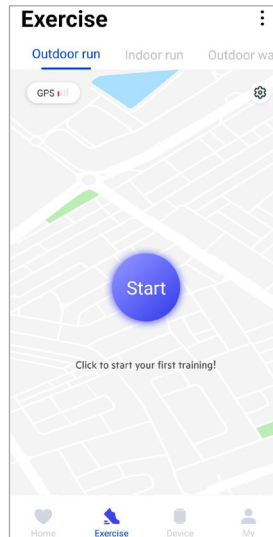 Exercise
Outdoor run Indoor run Outdoor wa
GPS
Start
Click to start your first training!
Home Exercise Device My